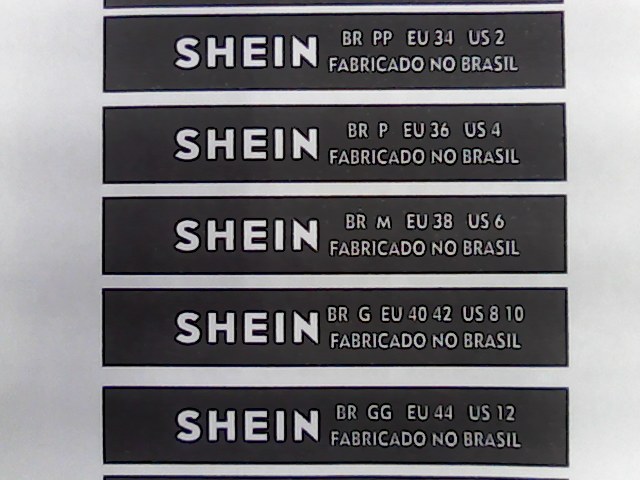 SHEIN BR PP EU 34 US 2
FABRICADO NO BRASIL
SHEIN BR P EU 36 US 4
FABRICADO NO BRASIL
SHEIN BR M EU 38 US 6
FABRICADO NO BRASIL
SHEIN BR G EU 40 42 US 8 10
FABRICADO NO BRASIL
SHEIN BR GG EU 44 US 12
FABRICADO NO BRASIL